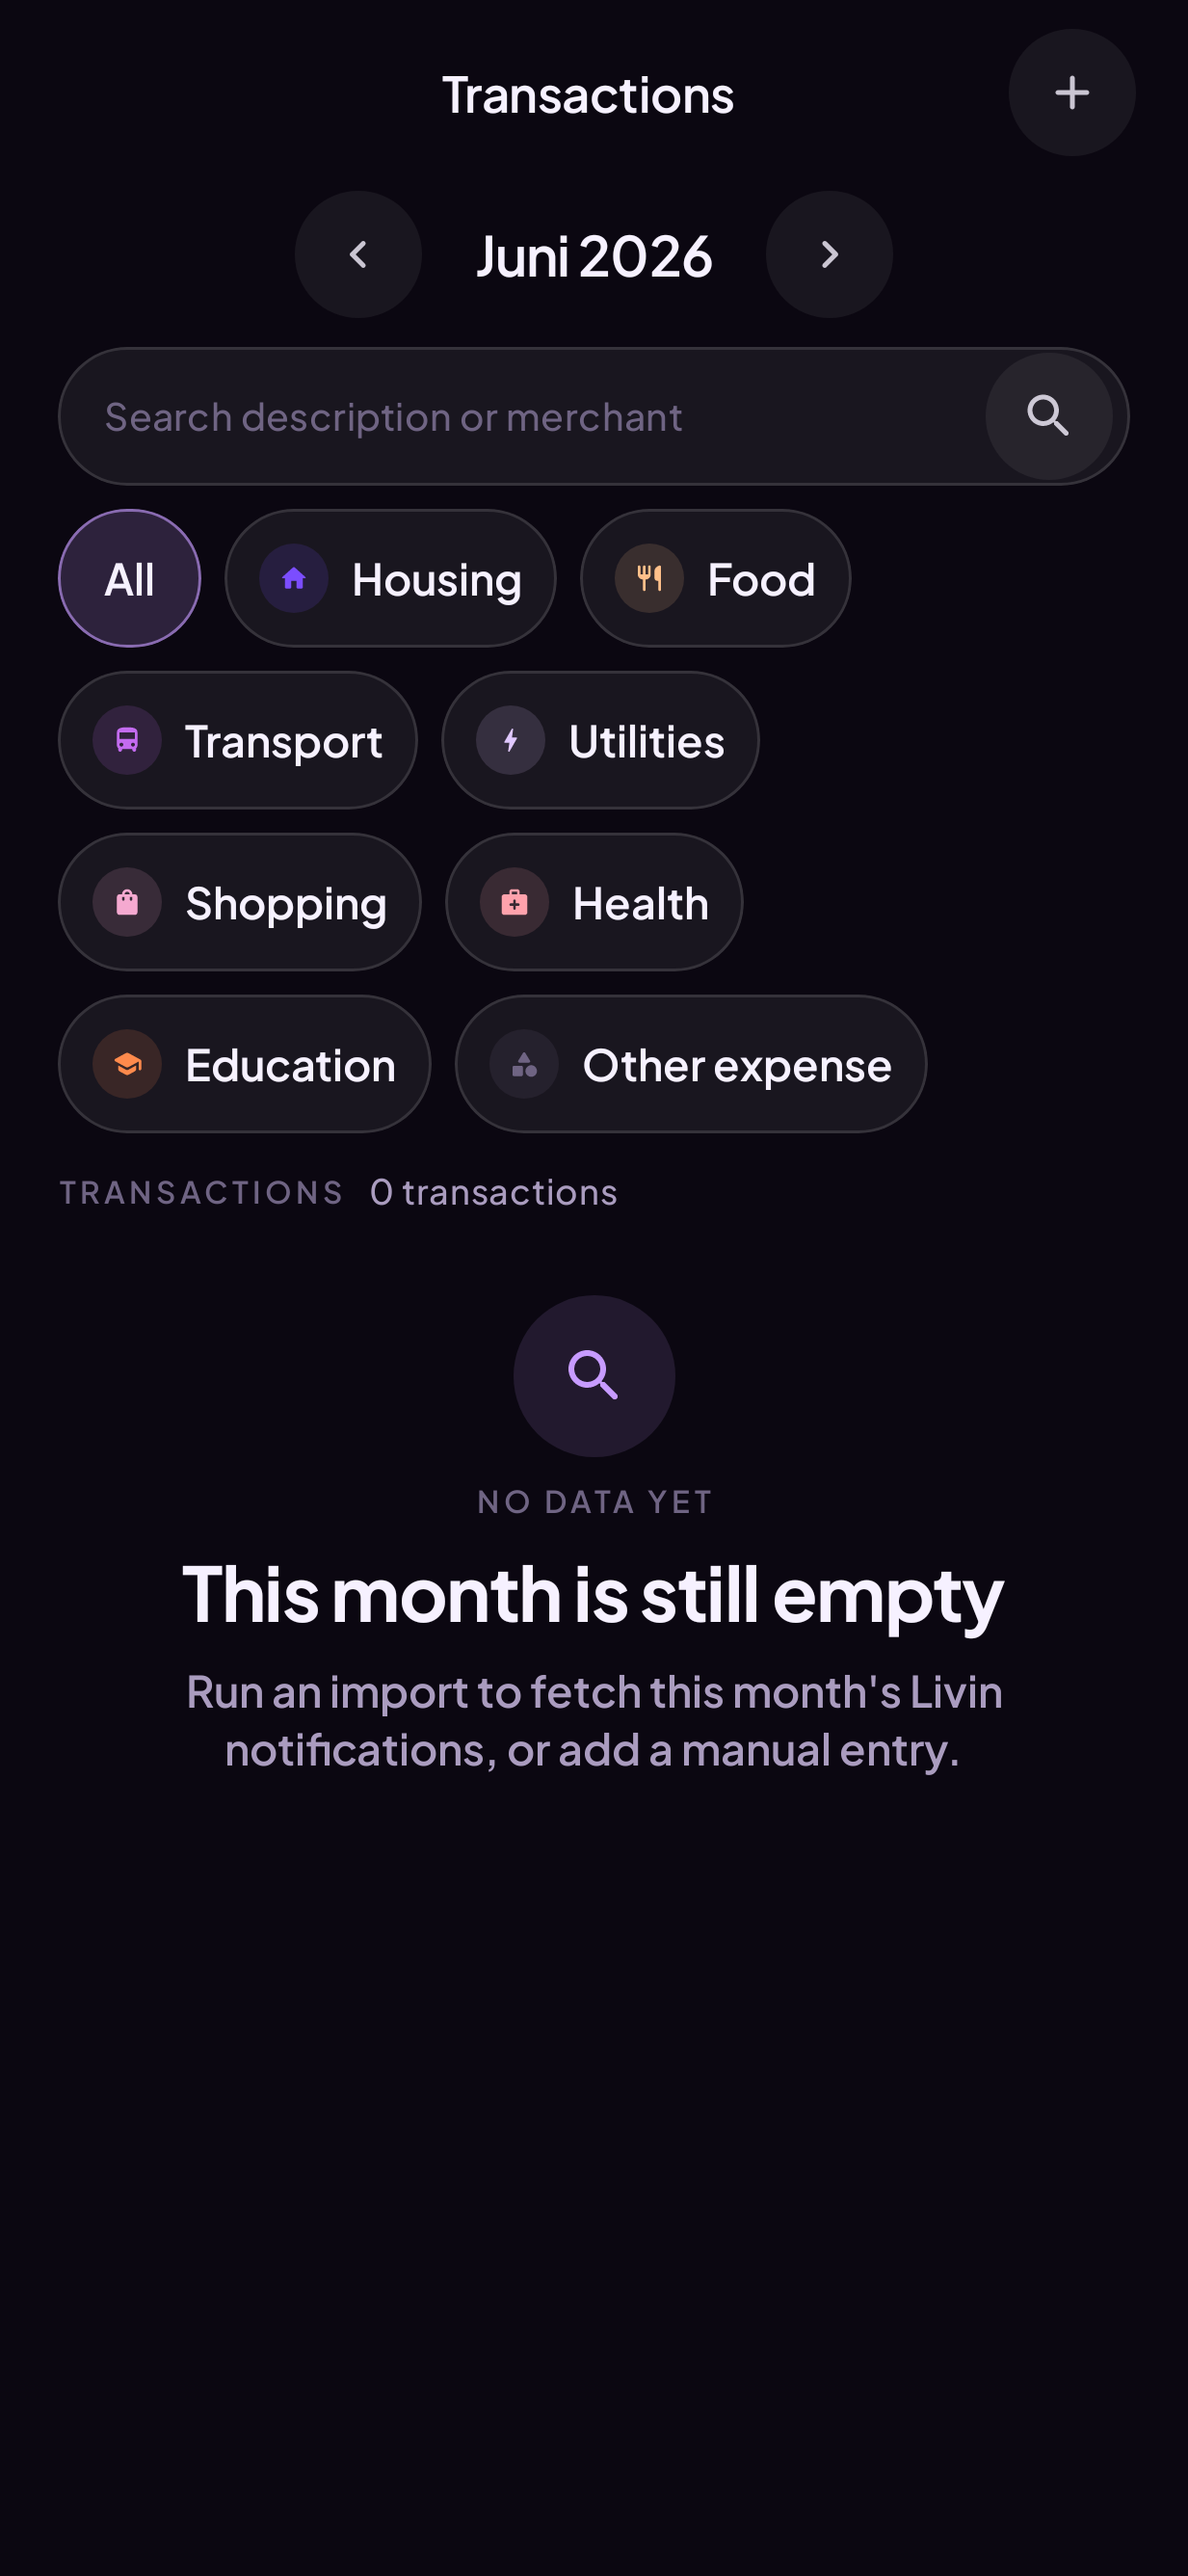 Transactions
Juni 2026
Search description or merchant
All
Housing
Food
Transport
Utilities
Shopping
Health
Education
Other expense
TRANSACTIONS 0 transactions
NO DATA YET
This month is still empty
Run an import to fetch this month's Livin
notifications, or add a manual entry.